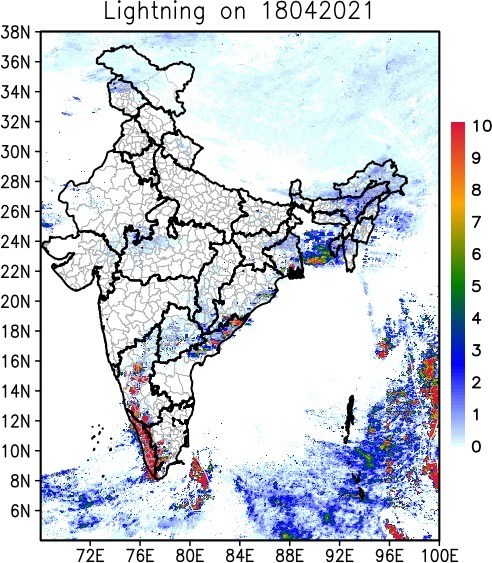 Lightning on 18042021
38N
36N
34N
32N
30N
28N
26N
24N
22N
20N
18N
16N
14N
12N
10N
8N
6N
72E 76E 80E 84E 88E 92E 96E 100E
10
9
8
7
6
5
4
3
2
1
0